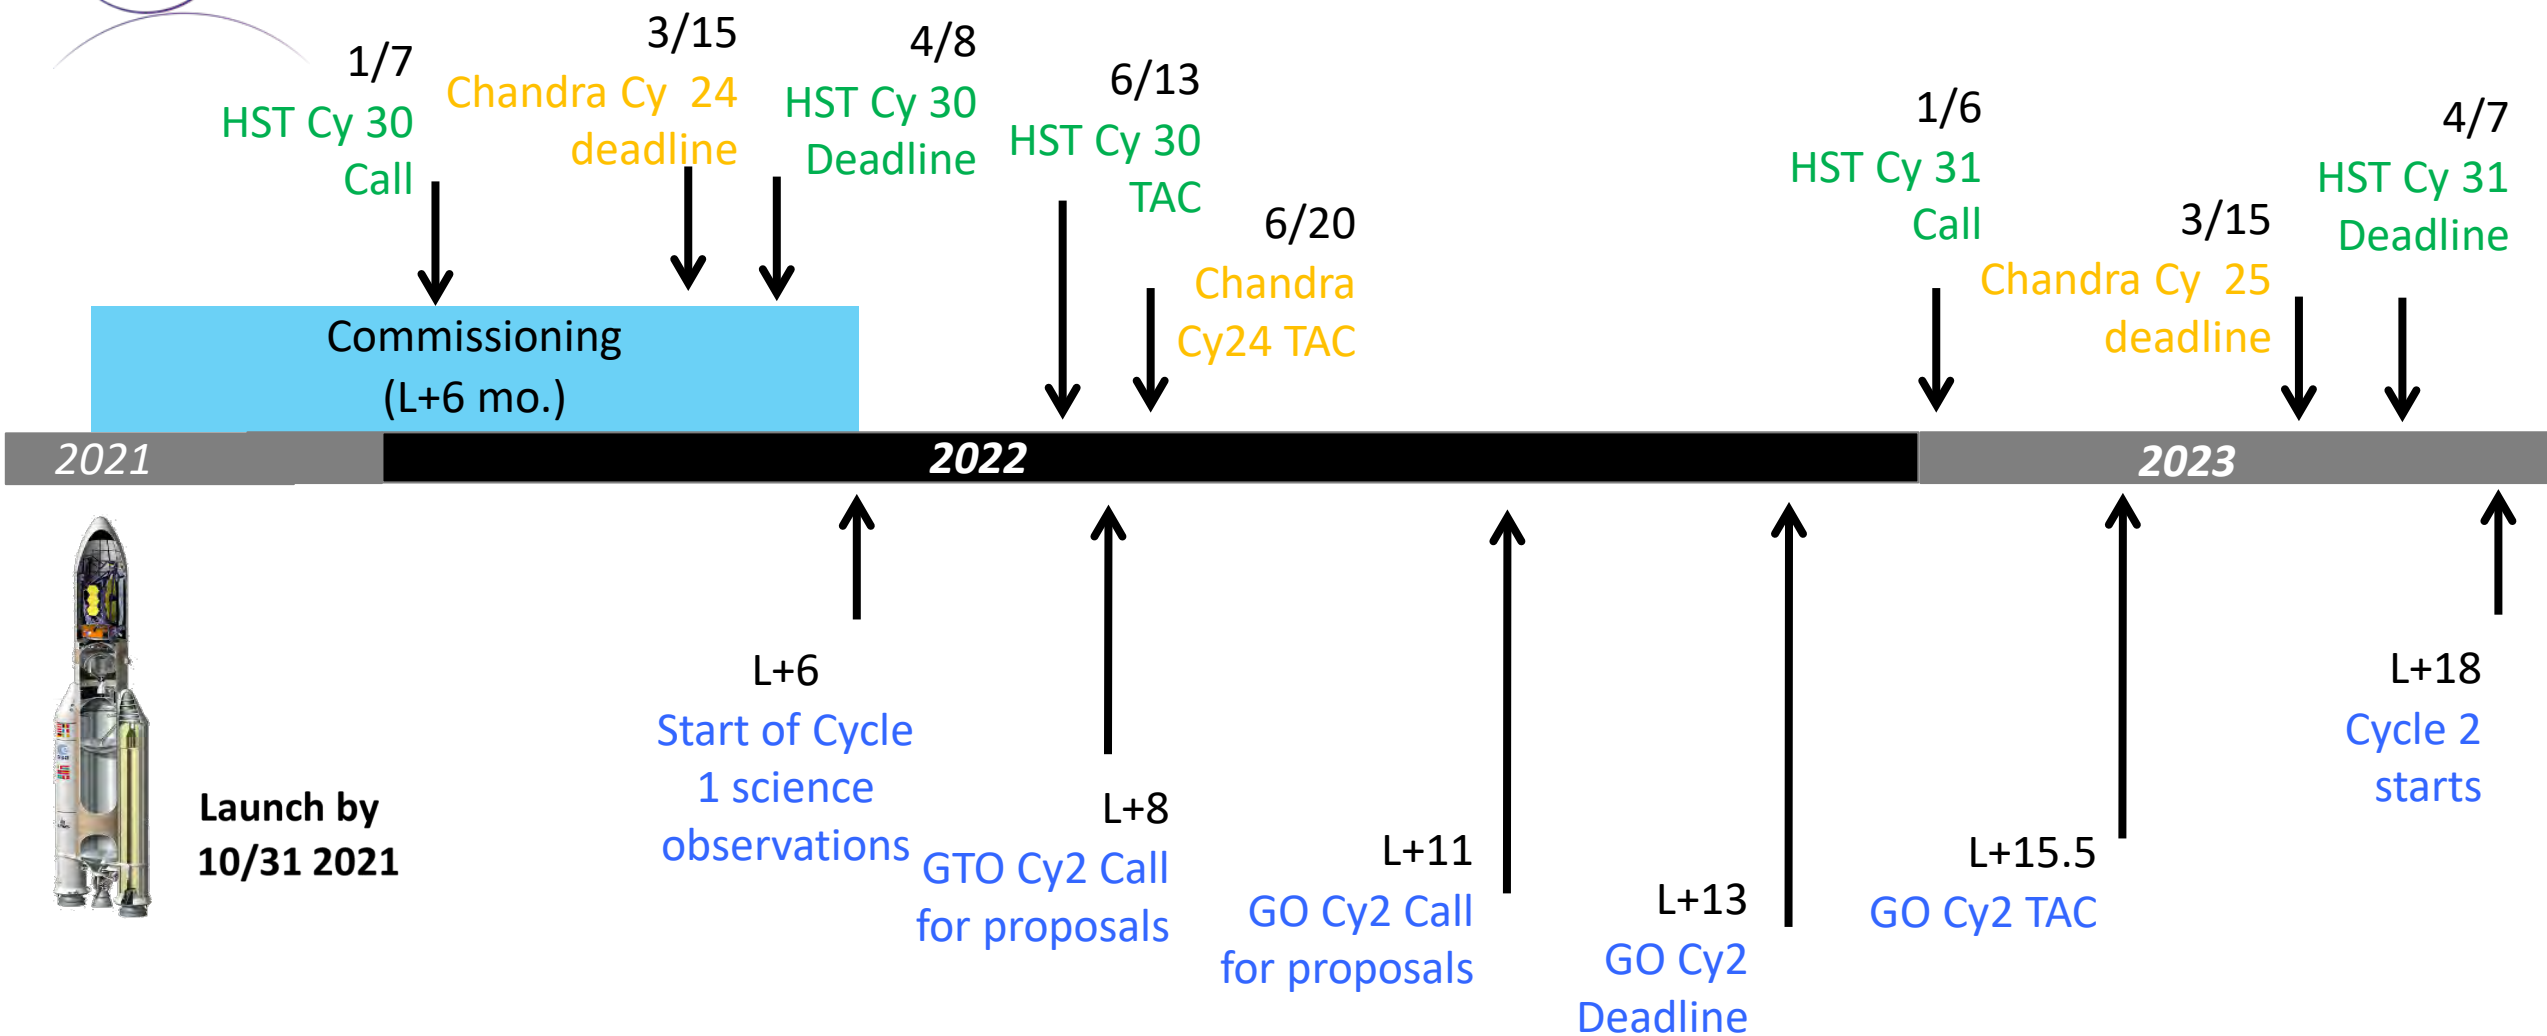 1/7
HST Cy 30
Call
3/15
Chandra Cy 24
deadline
4/8
HST Cy 30
Deadline
6/13
HST Cy 30
TAC
6/20
Chandra
Cy24 TAC
1/6
HST Cy 31
Call
3/15
Chandra Cy 25
deadline
4/7
HST Cy 31
Deadline
Commissioning
(L+6 mo.)
2021
2022
2023
Launch by
10/31 2021
L+6
Start of Cycle
1 science
observations
L+8
GTO Cy2 Call
for proposals
L+11
GO Cy2 Call
for proposals
L+13
GO Cy2
Deadline
L+15.5
GO Cy2 TAC
L+18
Cycle 2
starts